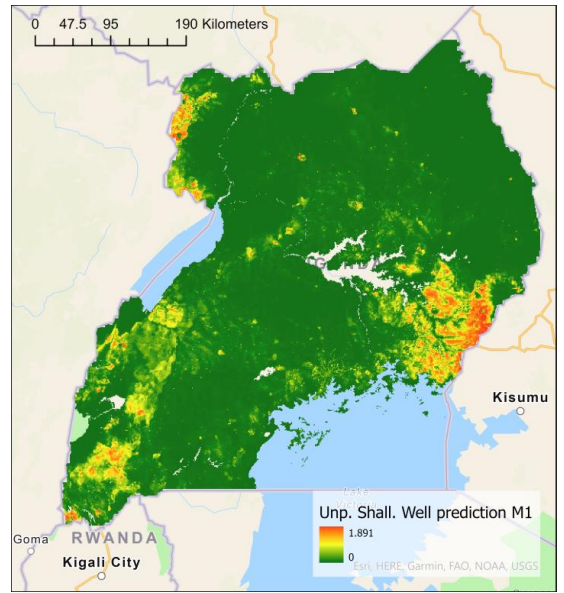 0 47.5 95 190 Kilometers
Kisumu
Lake
Unp. Shall. Well prediction M1
1.891
0
Goma
RWANDA
Kigali City
Esri, HERE, Garmin, FAO, NOAA, USGS